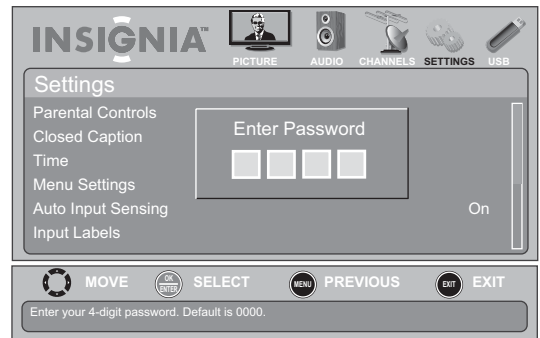 INSIGNIA™
PICTURE AUDIO CHANNELS SETTINGS USB
Settings
Parental Controls
Closed Caption
Time
Menu Settings
Auto Input Sensing On
Input Labels
Enter Password
MOVE OK ENTER SELECT MENU PREVIOUS EXIT EXIT
Enter your 4-digit password. Default is 0000.